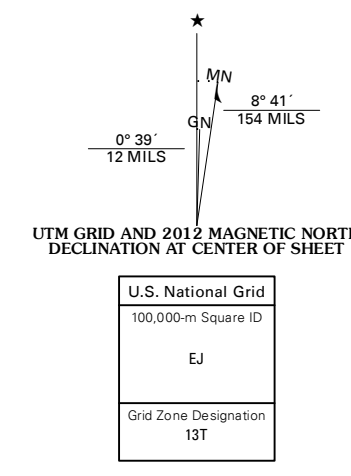 ★
MN
8° 41´
154 MILS
GN
0° 39´
12 MILS
UTM GRID AND 2012 MAGNETIC NORTH
DECLINATION AT CENTER OF SHEET
U.S. National Grid
100,000-m Square ID
EJ
Grid Zone Designation
13T